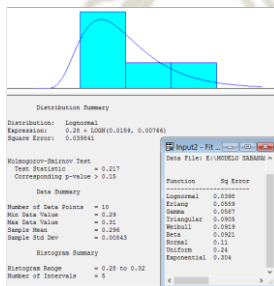 Distribution Summary
Distribution: Lognormal
Expression: 0.28 + LOGN(0.0159, 0.00766)
Square Error: 0.039841
Kolmogorov-Smirnov Test
Test Statistic = 0.217
Corresponding p-value > 0.15
Data Summary
Number of Data Points = 10
Min Data Value = 0.29
Max Data Value = 0.31
Sample Mean = 0.296
Sample Std Dev = 0.00843
Histogram Summary
Histogram Range = 0.28 to 0.32
Number of Intervals = 5
Input2 - Fit ...
Data File: E:\MODELO SABANA
Function Sq Error
Lognormal 0.0398
Erlang 0.0559
Gamma 0.0587
Triangular 0.0905
Weibull 0.0919
Beta 0.0921
Normal 0.11
Uniform 0.24
Exponential 0.304